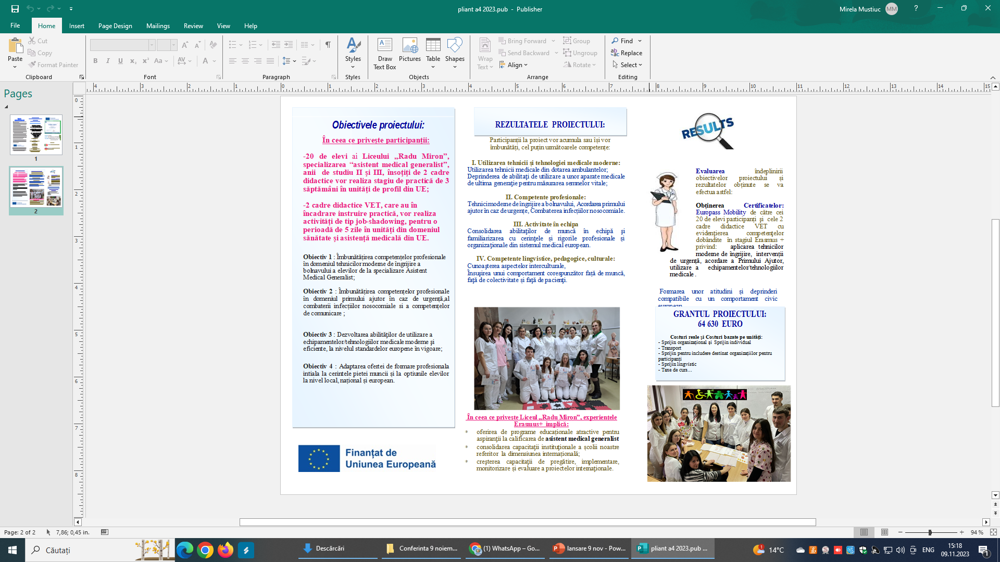 pliant a4 2023.pub - Publisher
Mirela Mustiuc
MM
File
Home
Insert
Page Design
Mailings
Review
View
Help
Paste
Cut
Copy
Format Painter
Clipboard
Font
Paragraph
Styles
Styles
Draw
Text Box
Pictures
Table
Shapes
Objects
Wrap
Text
Bring Forward
Send Backward
Align
Group
Ungroup
Rotate
Arrange
Find
Replace
Select
Editing
Pages
1
2
Obiectivele proiectului:
În ceea ce privește participanții:
-20 de elevi ai Liceului „Radu Miron”,
specializarea “asistent medical generalist”,
anii de studiu II și III, însoțiți de 2 cadre
didactice vor realiza stagiu de practică de 3
săptămâni în unități de profil din UE;
-2 cadre didactice VET, care au în
încadrare instruire practică, vor realiza
activități de tip job-shadowing, pentru o
perioadă de 5 zile în unități din domeniul
sănătate și asistență medicală din UE.
Obiectiv 1 : Îmbunătățirea competențelor profesionale
în domeniul tehnicilor moderne de îngrijire a
bolnavului a elevilor de la specializare Asistent
Medical Generalist;
Obiectiv 2 : Îmbunătățirea competențelor profesionale
în domeniul primului ajutor în caz de urgență,al
combaterii infecțiilor nosocomiale si a competențelor
de comunicare ;
Obiectiv 3 : Dezvoltarea abilităților de utilizare a
echipamentelor/tehnologiilor medicale moderne și
eficiente, la nivelul standardelor europene în vigoare;
Obiectiv 4 : Adaptarea ofertei de formare profesionala
intiala la cerintele pietei muncii și la optiunile elevilor
la nivel local, național și european.
Finanțat de
Uniunea Europeană
REZULTATELE PROIECTULUI:
Participanții la proiect vor acumula sau își vor
îmbunătăți, cel puțin următoarele competențe:
I. Utilizarea tehnicii și tehnologiei medicale moderne:
Utilizarea tehnicii medicale din dotarea ambulantelor;
Deprinderea de abilitați de utilizare a unor aparate medicale
de ultima generație pentru măsurarea semnelor vitale;
II. Competente profesionale:
Tehnici moderne de îngrijire a bolnavului, Acordarea primului
ajutor în caz de urgențe, Combaterea infecțiilor nosocomiale.
III. Activitate în echipa
Consolidarea abilitaților de muncă în echipă și
familiarizarea cu cerințele și rigorile profesionale și
organizaționale din sistemul medical european.
IV. Competente lingvistice, pedagogice, culturale:
Cunoașterea aspectelor interculturale,
Însușirea unui comportament corespunzător față de muncă,
față de colectivitate și față de pacienți.
În ceea ce privește Liceul „Radu Miron”, experiențele
Erasmus+ implică:
* oferirea de programe educaționale atractive pentru
aspiranții la calificarea de asistent medical generalist
* consolidarea capacitații instituționale a școlii noastre
referitor la dimensiunea internațională;
* creșterea capacitații de pregătire, implementare,
monitorizare și evaluare a proiectelor internaționale.
RESULTS
Evaluarea îndeplinirii
obiectivelor proiectului și
rezultatelor obținute se va
efectua astfel:
Obținerea Certificatelor:
Europass Mobility de către cei
20 de elevi participanți și cele 2
cadre didactice VET cu
evidențierea competențelor
dobândite în stagiul Erasmus +
privind: aplicarea tehnicilor
moderne de îngrijire, intervenții
de urgență, acordare a Primului Ajutor,
utilizare a echipamentelor/tehnologiilor
medicale .
Formarea unor atitudini și deprinderi
compatibile cu un comportament civic
european
GRANTUL PROIECTULUI:
64 630 EURO
Costuri reale și Costuri bazate pe unități:
- Sprijin organizațional și Sprijin individual
- Transport
- Sprijin pentru includere destinat organizațiilor pentru
participanți
- Sprijin lingvistic
- Taxe de curs...
Page: 2 of 2
7,86; 0,45 in.
94 %
Căutați
Descărcări
Conferinta 9 noiem...
(1) WhatsApp – Go...
lansare 9 nov - Pow...
pliant a4 2023.pub ...
14°C
ENG
15:18
09.11.2023
1